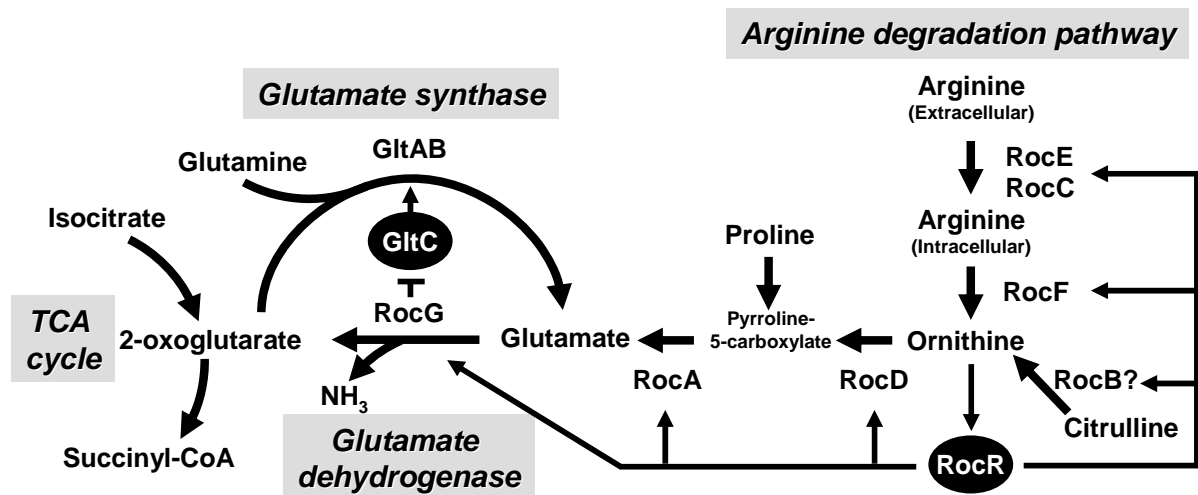 Arginine degradation pathway
Glutamate synthase
Arginine
(Extracellular)
Glutamine
GltAB
RocE
RocC
Isocitrate
GltC
Proline
Arginine
(Intracellular)
RocG
RocF
TCA
cycle
2-oxoglutarate
Glutamate
Pyrroline-
5-carboxylate
Ornithine
NH3
RocA
RocD
RocB?
Citrulline
Succinyl-CoA
Glutamate
dehydrogenase
RocR